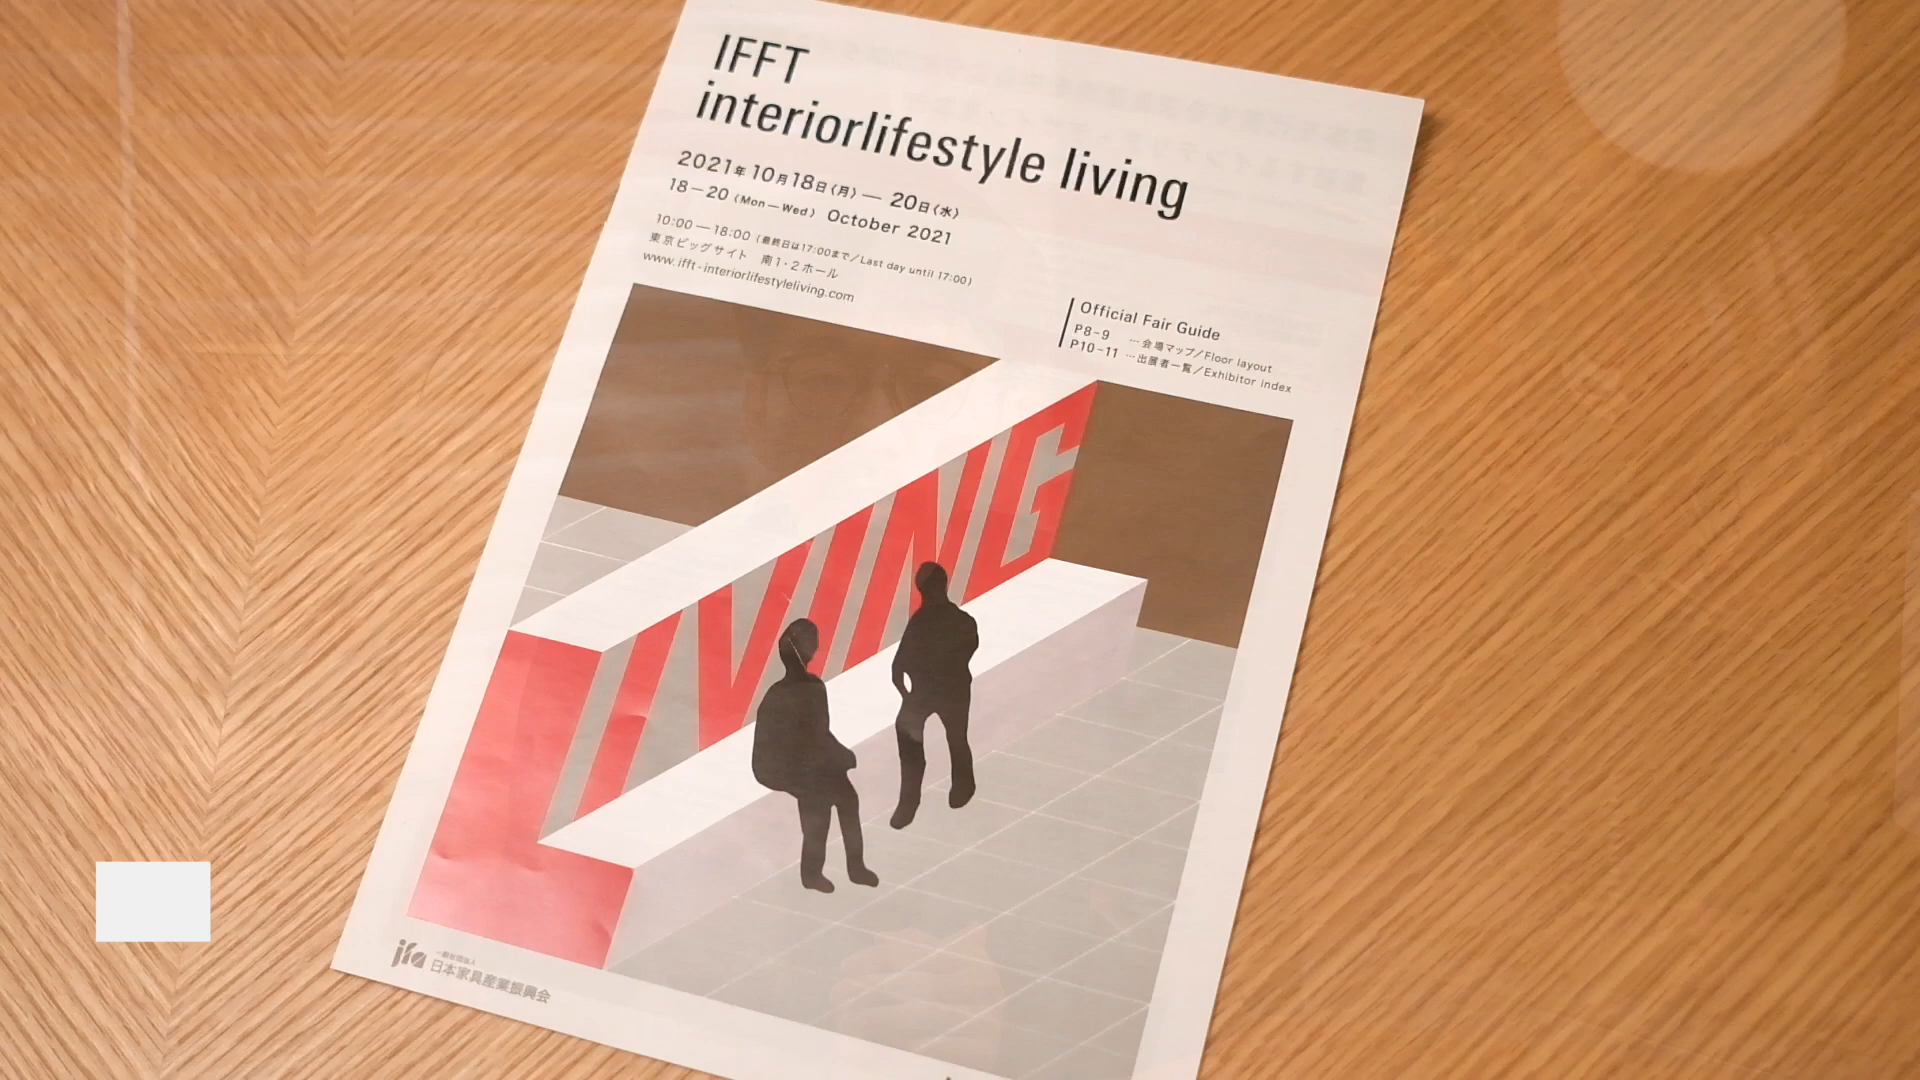 IFFT
interiorlifestyle living
2021年10月18日〈月〉— 20日〈水〉
18—20〈Mon—Wed〉 October 2021
10:00 — 18:00（最終日は17:00まで／Last day until 17:00）
東京ビッグサイト 南1・2ホール
www.ifft-interiorlifestyleliving.com
Official Fair Guide
P8-9 …会場マップ／Floor layout
P10-11 …出展者一覧／Exhibitor index
LIVING
jfa 一般社団法人
日本家具産業振興会